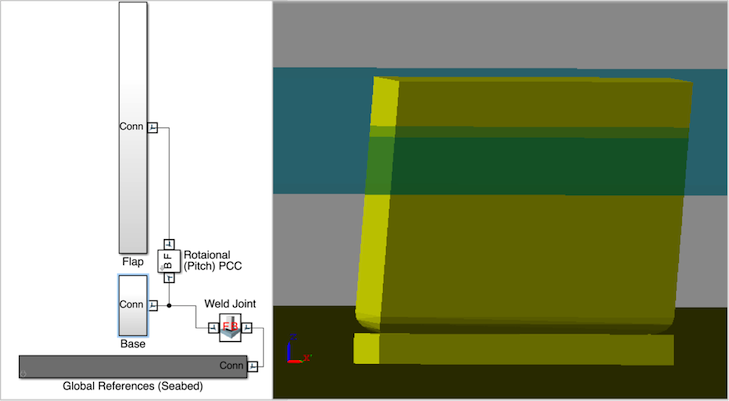 Conn
Flap
B F
Rotaional
(Pitch) PCC
Conn
Base
Weld Joint
Conn
Global References (Seabed)
Z